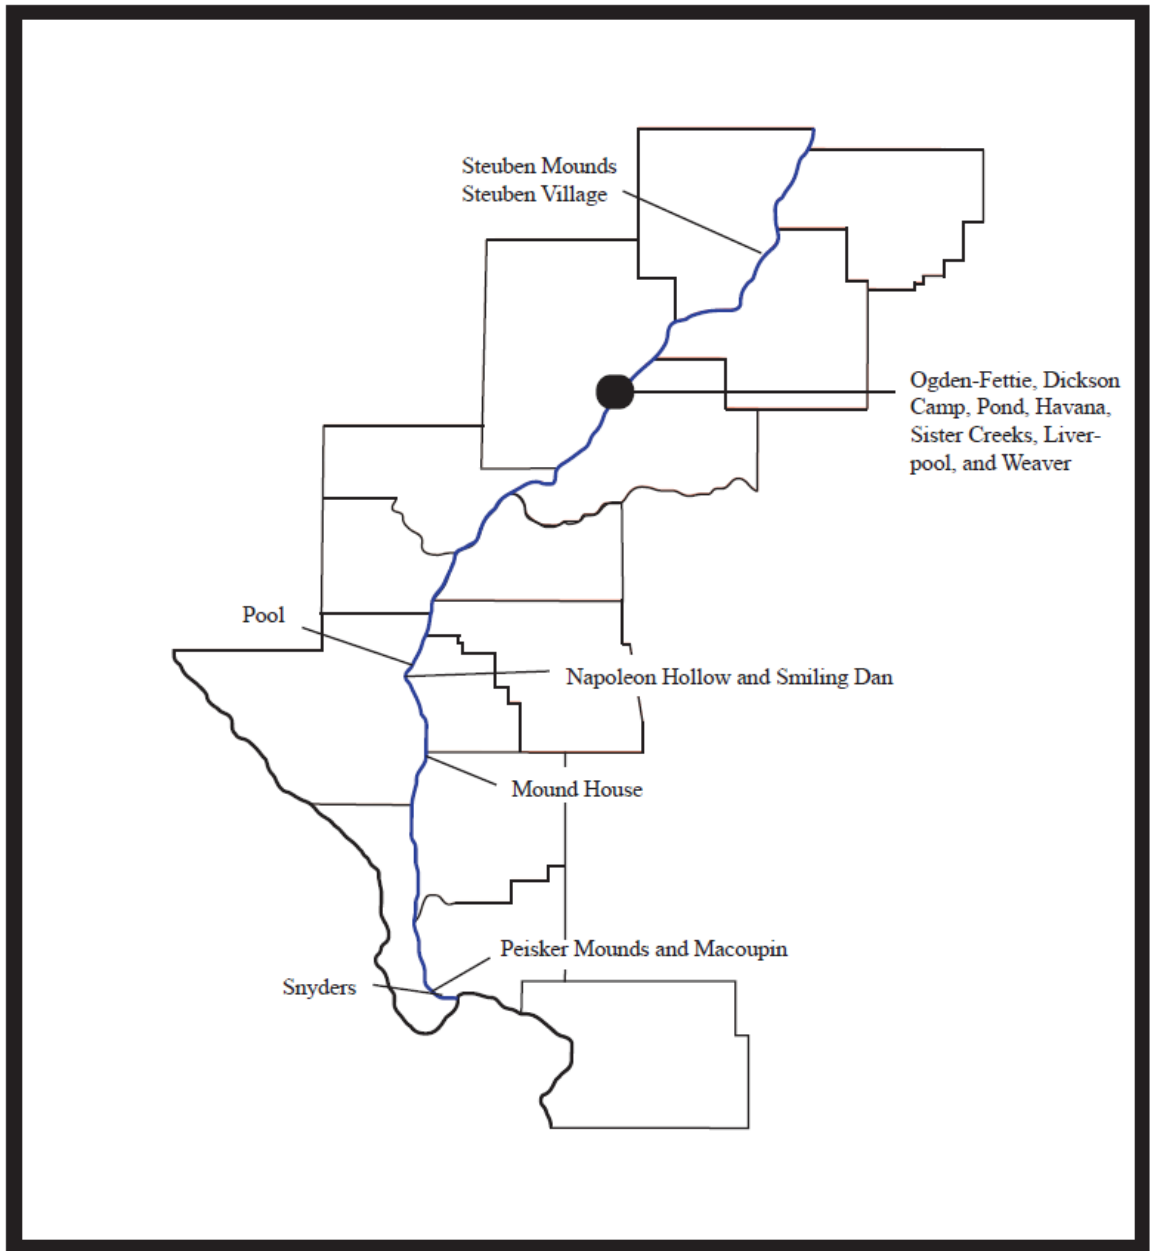 Steuben Mounds
Steuben Village
Ogden-Fettie, Dickson
Camp, Pond, Havana,
Sister Creeks, Liver-
pool, and Weaver
Pool
Napoleon Hollow and Smiling Dan
Mound House
Peisker Mounds and Macoupin
Snyders